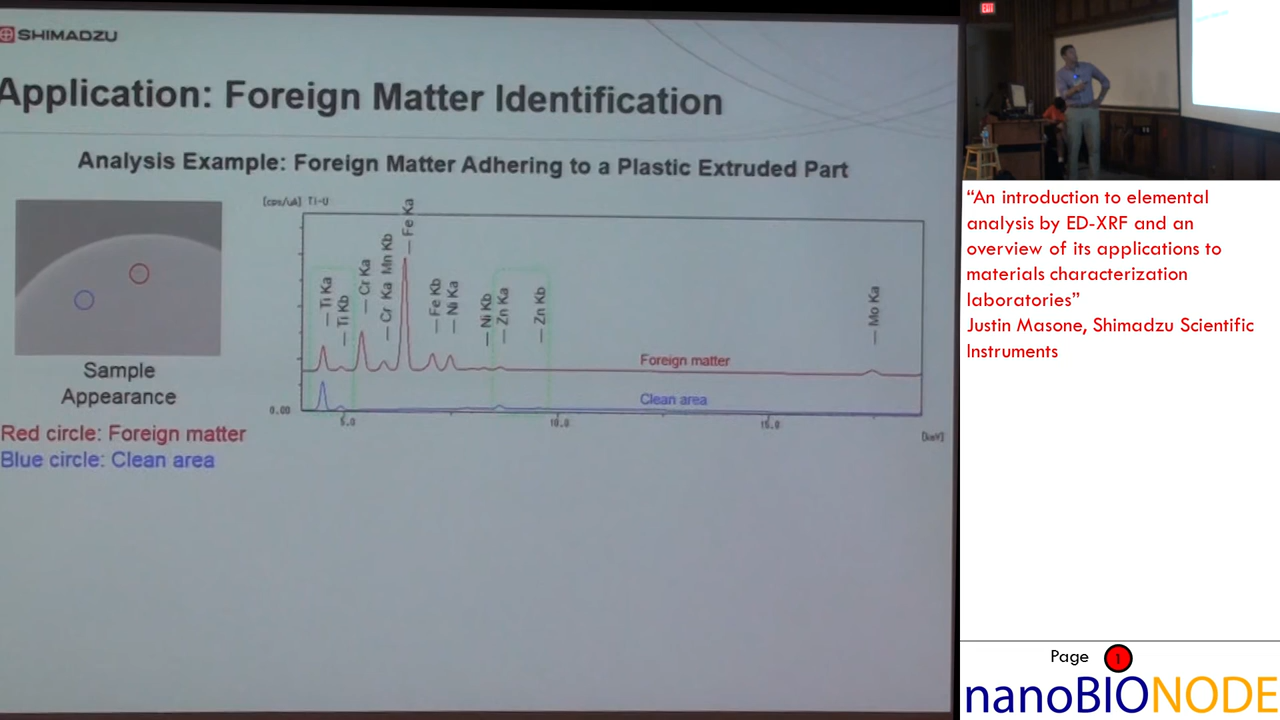 SHIMADZU
Application: Foreign Matter Identification
Analysis Example: Foreign Matter Adhering to a Plastic Extruded Part
[cps/uA] Ti-U
Ti Ka
Ti Kb
Cr Ka
Cr Ka Mn Kb
Fe Ka
Fe Kb
Ni Ka
Ni Kb
Zn Ka
Zn Kb
Mo Ka
Foreign matter
Clean area
0.00
5.0
10.0
15.0
[keV]
Sample
Appearance
Red circle: Foreign matter
Blue circle: Clean area
EXIT
“An introduction to elemental
analysis by ED-XRF and an
overview of its applications to
materials characterization
laboratories”
Justin Masone, Shimadzu Scientific
Instruments
Page 1
nanoBIONODE